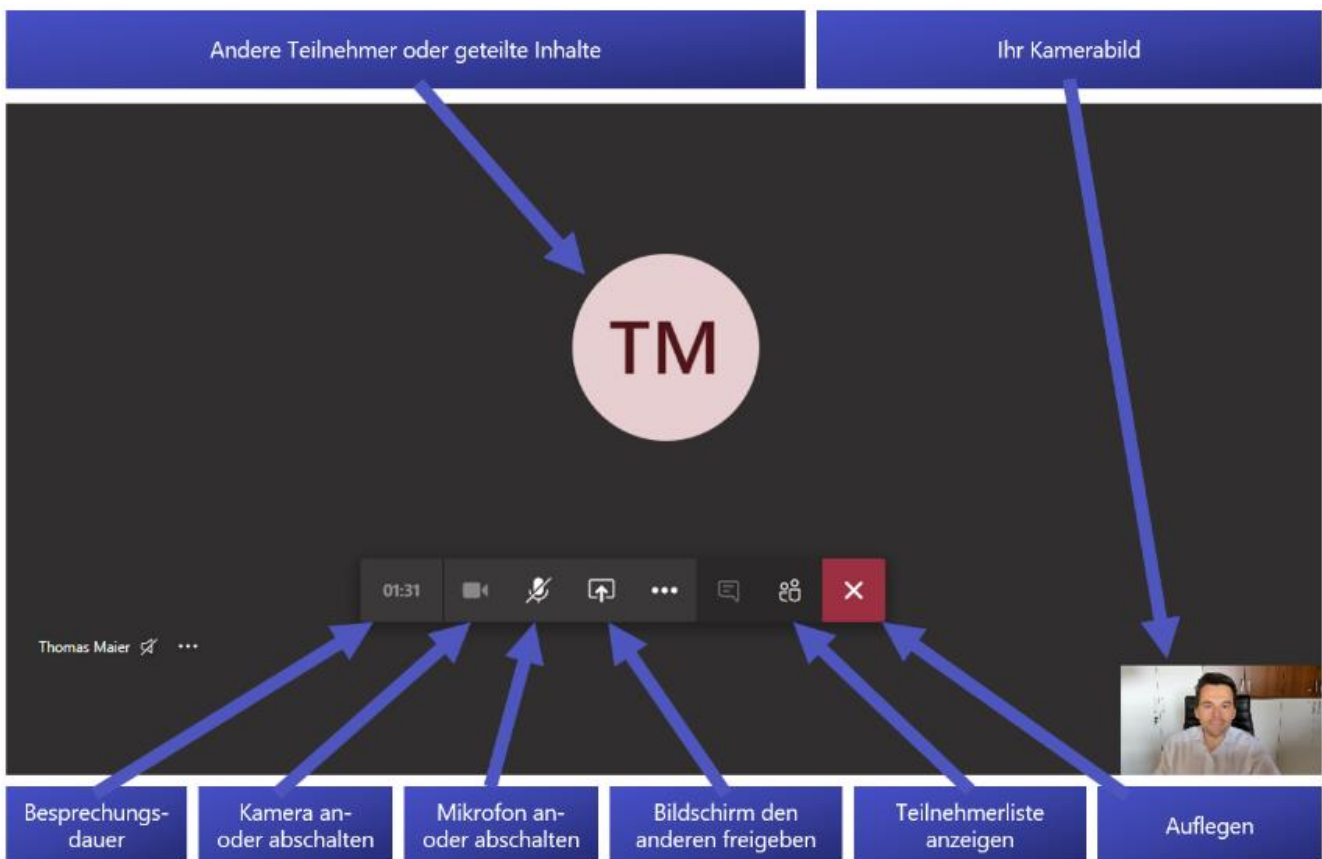 Andere Teilnehmer oder geteilte Inhalte
Ihr Kamerabild
TM
01:31
Thomas Maier
Besprechungs-
dauer
Kamera an-
oder abschalten
Mikrofon an-
oder abschalten
Bildschirm den
anderen freigeben
Teilnehmerliste
anzeigen
Auflegen